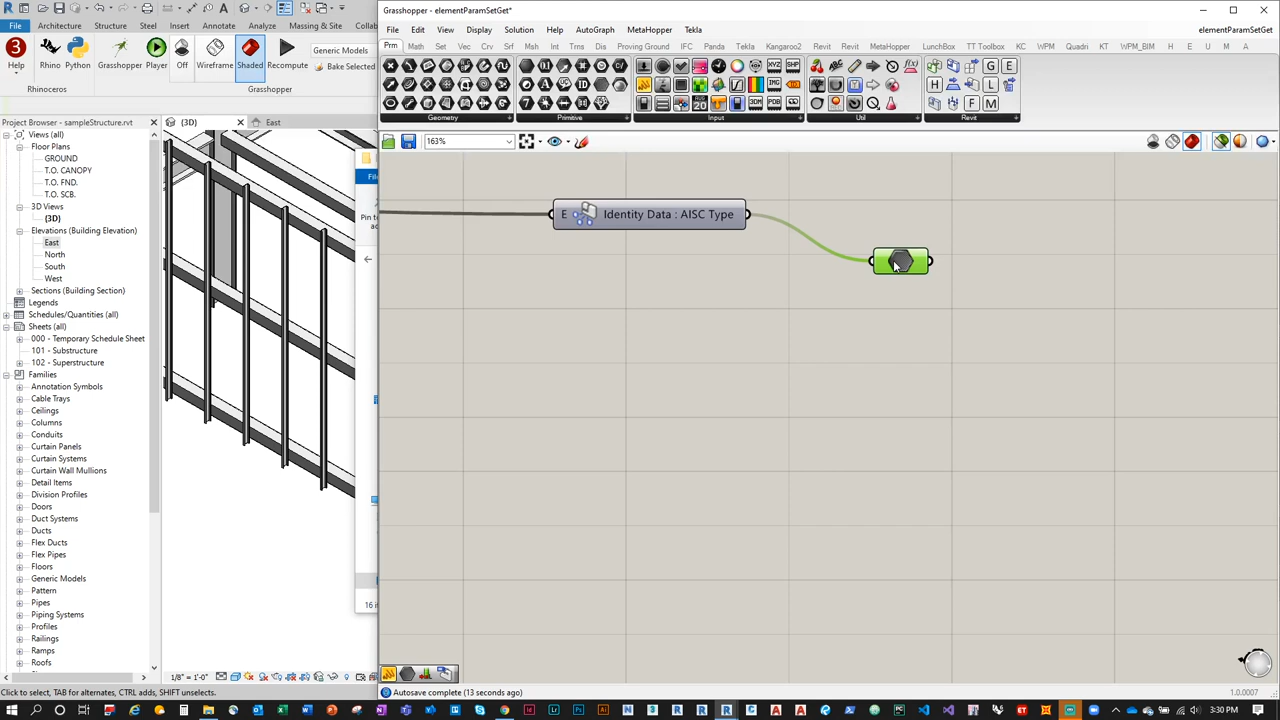 Grasshopper - elementParamSetGet*
File Architecture Structure Steel Insert Annotate Analyze Massing & Site Collab
File Edit View Display Solution Help AutoGraph MetaHopper Tekla
elementParamSetGet
Prm Math Set Vec Crv Srf Msh Int Trns Dis Kangaroo Proving Ground IFC Panda Tekla Kangaroo2 Revit Revit MetaHopper LunchBox TT Toolbox KC WPM Quadri KT WPM_BIM H E M A
Help Rhino Python Grasshopper Player Off Wireframe Shaded Recompute
Generic Models
Bake Selected
Rhinoceros Grasshopper
Geometry Primitive Input Util Revit
Project Browser - sampleStructure.rvt
(3D) East
163%
Views (all)
Floor Plans
GROUND
T.O. CANOPY
T.O. FND.
T.O. SCB.
3D Views
(3D)
Elevations (Building Elevation)
East
North
South
West
Sections (Building Section)
Legends
Schedules/Quantities (all)
Sheets (all)
000 - Temporary Schedule Sheet
101 - Substructure
102 - Superstructure
Families
Annotation Symbols
Cable Trays
Ceilings
Columns
Conduits
Curtain Panels
Curtain Systems
Curtain Wall Mullions
Detail Items
Division Profiles
Doors
Duct Systems
Ducts
Flex Ducts
Flex Pipes
Floors
Generic Models
Pattern
Pipes
Piping Systems
Profiles
Railings
Ramps
Roofs
File
Pin to
16 i
E Identity Data : AISC Type
1/8" = 1'-0"
Click to select, TAB for alternates, CTRL adds, SHIFT unselects.
Autosave complete (13 seconds ago)
1.0.0007
3:30 PM